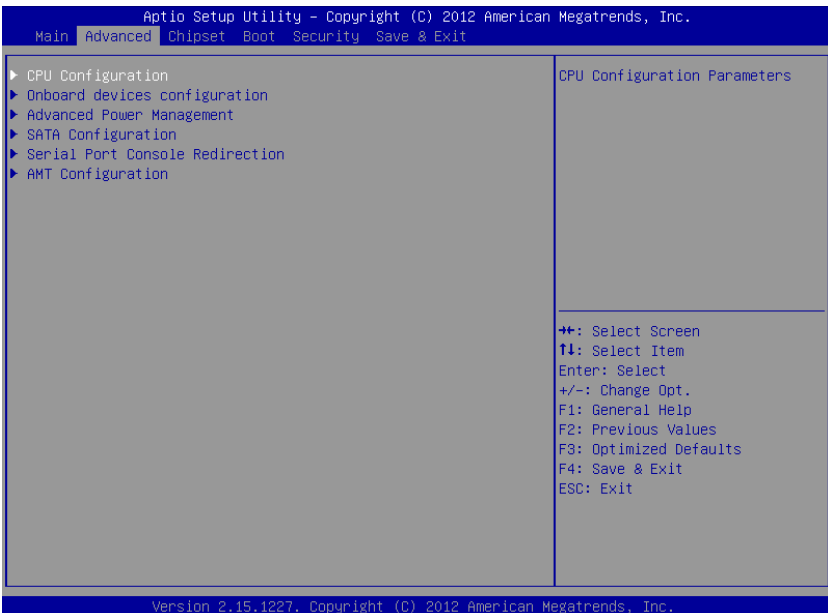 Aptio Setup Utility – Copyright (C) 2012 American Megatrends, Inc.
Main Advanced Chipset Boot Security Save & Exit
▶ CPU Configuration
▶ Onboard devices configuration
▶ Advanced Power Management
▶ SATA Configuration
▶ Serial Port Console Redirection
▶ AMT Configuration
CPU Configuration Parameters
→←: Select Screen
↑↓: Select Item
Enter: Select
+/-: Change Opt.
F1: General Help
F2: Previous Values
F3: Optimized Defaults
F4: Save & Exit
ESC: Exit
Version 2.15.1227. Copyright (C) 2012 American Megatrends, Inc.